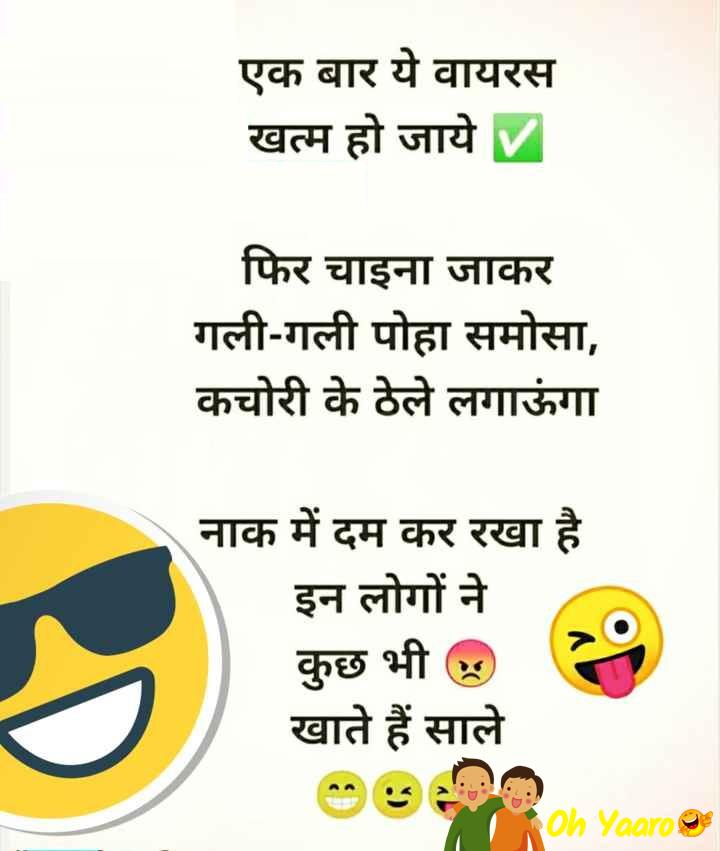 एक बार ये वायरस
खत्म हो जाये ✅
फिर चाइना जाकर
गली-गली पोहा समोसा,
कचोरी के ठेले लगाऊंगा
नाक में दम कर रखा है
इन लोगों ने
कुछ भी 😡
खाते हैं साले
Oh Yaaro